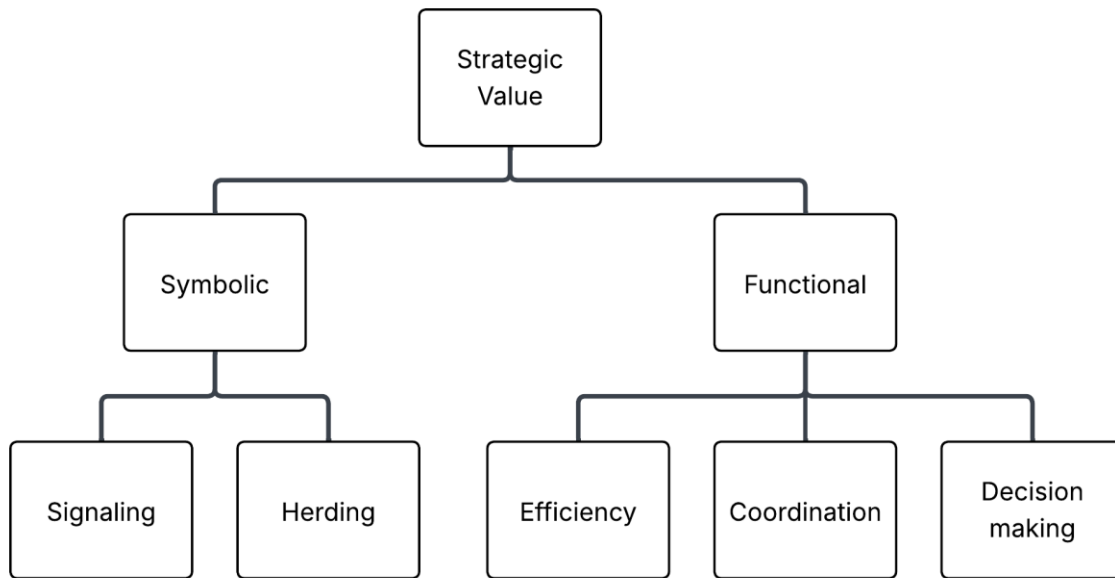 Strategic
Value
Symbolic
Functional
Signaling
Herding
Efficiency
Coordination
Decision
making